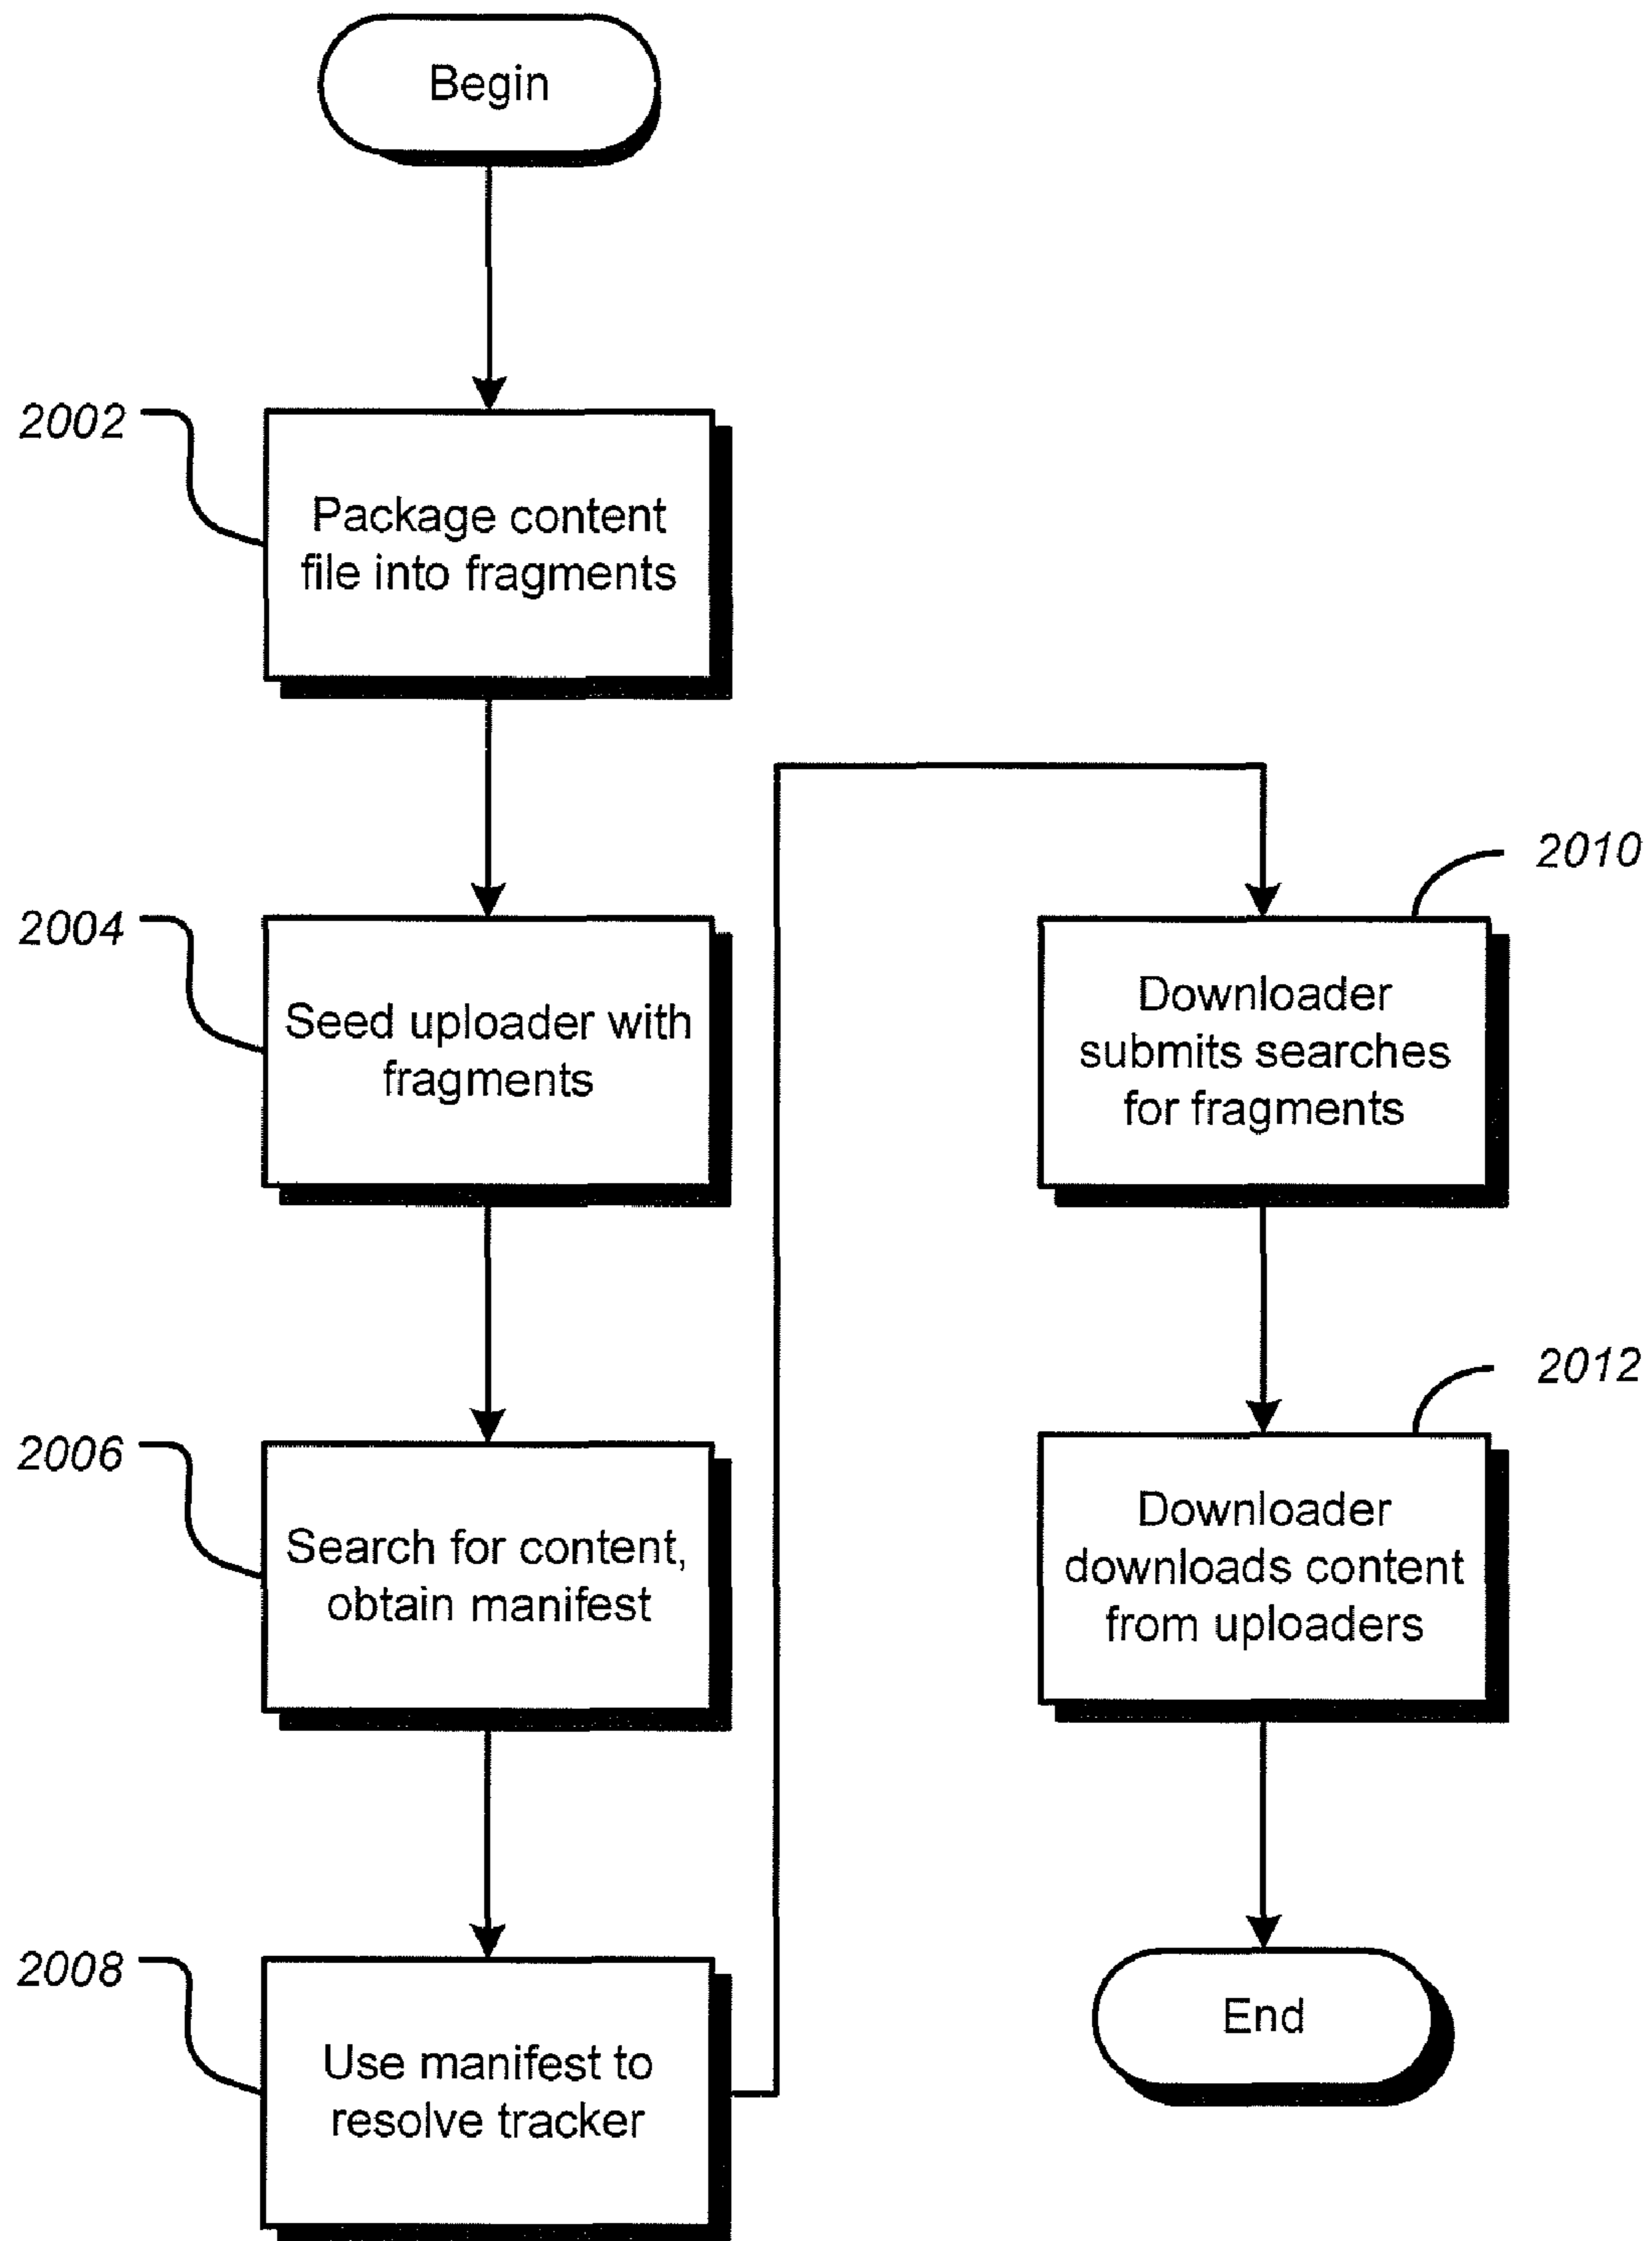 Begin
2002
Package content
file into fragments
2004
Seed uploader with
fragments
2006
Search for content,
obtain manifest
2008
Use manifest to
resolve tracker
2010
Downloader
submits searches
for fragments
2012
Downloader
downloads content
from uploaders
End